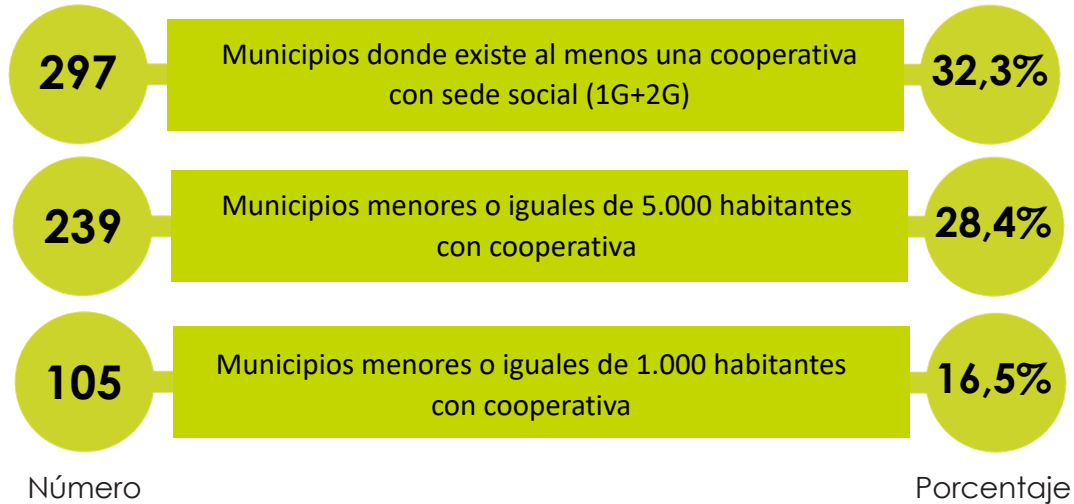 297
Municipios donde existe al menos una cooperativa
con sede social (1G+2G)
32,3%
239
Municipios menores o iguales de 5.000 habitantes
con cooperativa
28,4%
105
Municipios menores o iguales de 1.000 habitantes
con cooperativa
16,5%
Número
Porcentaje